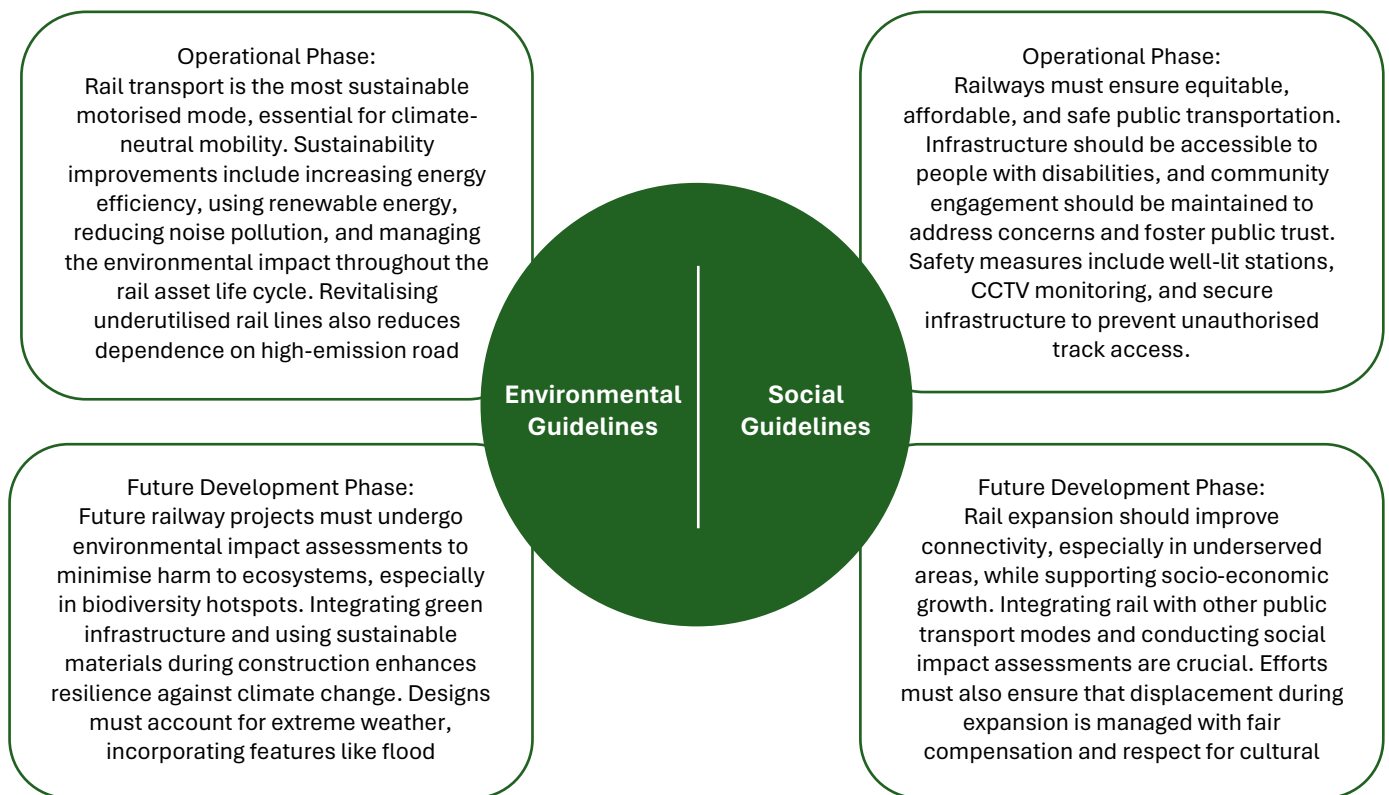 Operational Phase:
Rail transport is the most sustainable
motorised mode, essential for climate-
neutral mobility. Sustainability
improvements include increasing energy
efficiency, using renewable energy,
reducing noise pollution, and managing
the environmental impact throughout the
rail asset life cycle. Revitalising
underutilised rail lines also reduces
dependence on high-emission road
Operational Phase:
Railways must ensure equitable,
affordable, and safe public transportation.
Infrastructure should be accessible to
people with disabilities, and community
engagement should be maintained to
address concerns and foster public trust.
Safety measures include well-lit stations,
CCTV monitoring, and secure
infrastructure to prevent unauthorised
track access.
Environmental
Guidelines
Social
Guidelines
Future Development Phase:
Future railway projects must undergo
environmental impact assessments to
minimise harm to ecosystems, especially
in biodiversity hotspots. Integrating green
infrastructure and using sustainable
materials during construction enhances
resilience against climate change. Designs
must account for extreme weather,
incorporating features like flood
Future Development Phase:
Rail expansion should improve
connectivity, especially in underserved
areas, while supporting socio-economic
growth. Integrating rail with other public
transport modes and conducting social
impact assessments are crucial. Efforts
must also ensure that displacement during
expansion is managed with fair
compensation and respect for cultural